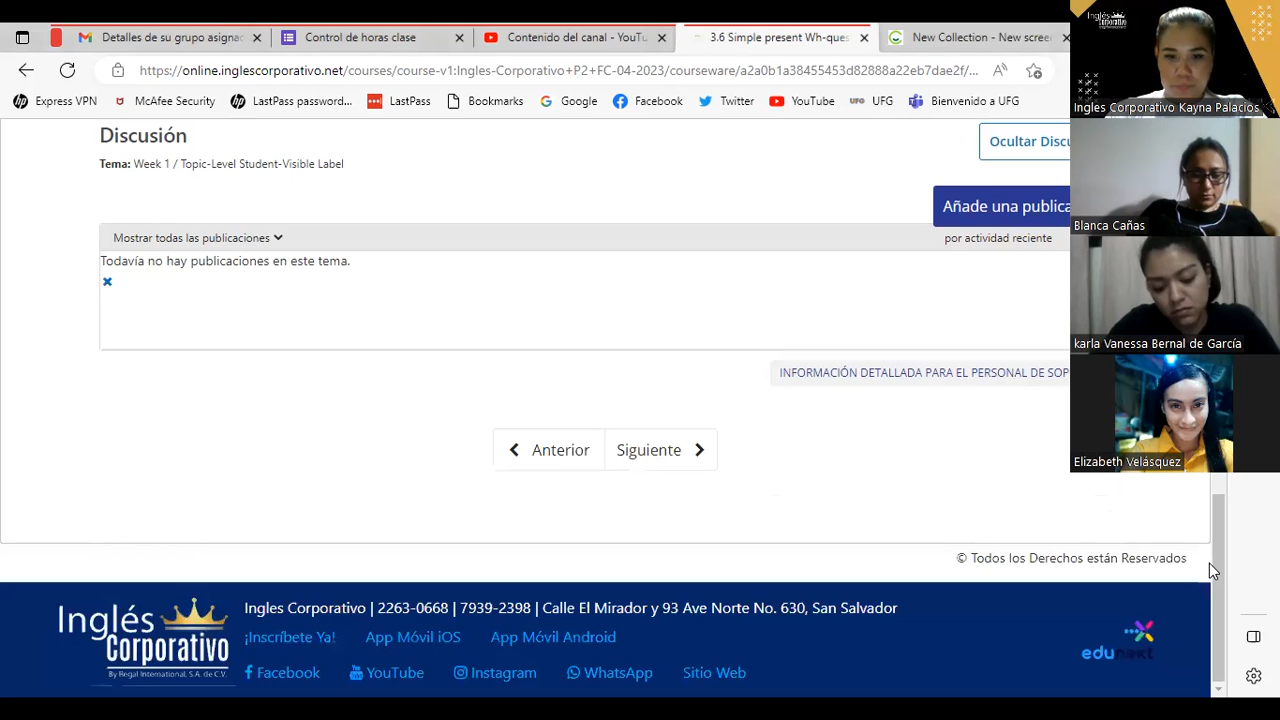 Detalles de su grupo asignac
Control de horas clase
Contenido del canal - YouTu
3.6 Simple present Wh-ques
New Collection - New screen
https://online.inglescorporativo.net/courses/course-v1:Ingles-Corporativo+P2+FC-04-2023/courseware/a2a0b1a38455453d82888a22eb7dae2f/...
Express VPN
McAfee Security
LastPass password...
LastPass
Bookmarks
Google
Facebook
Twitter
YouTube
UFG
Bienvenido a UFG
Discusión
Ocultar Discu
Tema: Week 1 / Topic-Level Student-Visible Label
Añade una publica
Mostrar todas las publicaciones
por actividad reciente
Todavía no hay publicaciones en este tema.
INFORMACIÓN DETALLADA PARA EL PERSONAL DE SOP
Anterior
Siguiente
© Todos los Derechos están Reservados
Inglés Corporativo
By Regal International, S.A. de C.V.
Ingles Corporativo | 2263-0668 | 7939-2398 | Calle El Mirador y 93 Ave Norte No. 630, San Salvador
¡Inscríbete Ya!
App Móvil iOS
App Móvil Android
Facebook
YouTube
Instagram
WhatsApp
Sitio Web
edunext
Inglés Corporativo
Ingles Corporativo Kayna Palacios
Blanca Cañas
karla Vanessa Bernal de García
Elizabeth Velásquez